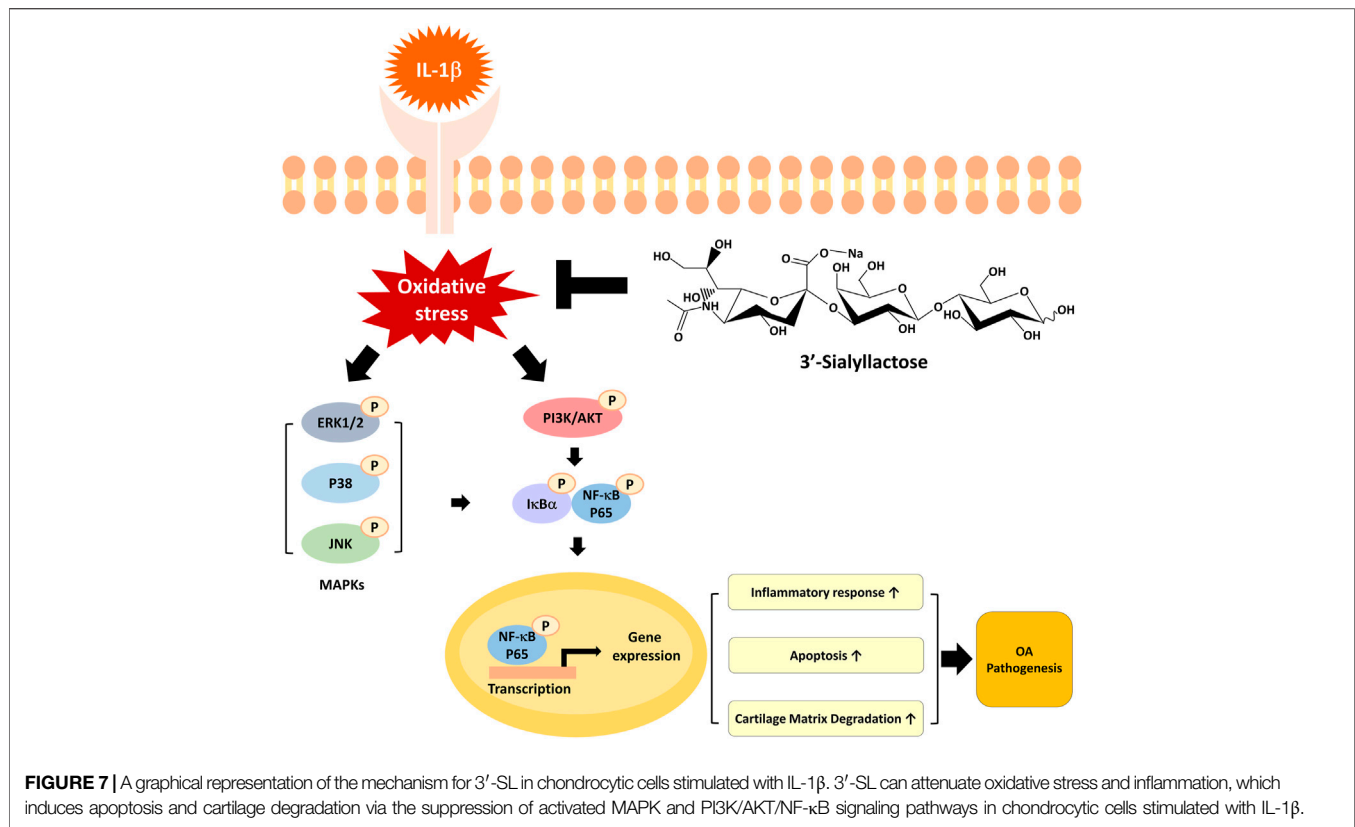 IL-1β
Oxidative
stress
OH
HO
OH
O
O
Na
HO
NH
O
OH
O
O
OH
OH
O
OH
O
OH
O
HO
OH
O
OH
3′-Sialyllactose
P
ERK1/2
P
P38
P
JNK
MAPKs
P
PI3K/AKT
P
IκBα
P
NF-κB
P65
P
NF-κB
P65
Transcription
Gene
expression
Inflammatory response ↑
Apoptosis ↑
Cartilage Matrix Degradation ↑
OA
Pathogenesis
FIGURE 7 | A graphical representation of the mechanism for 3′-SL in chondrocytic cells stimulated with IL-1β. 3′-SL can attenuate oxidative stress and inflammation, which
induces apoptosis and cartilage degradation via the suppression of activated MAPK and PI3K/AKT/NF-κB signaling pathways in chondrocytic cells stimulated with IL-1β.